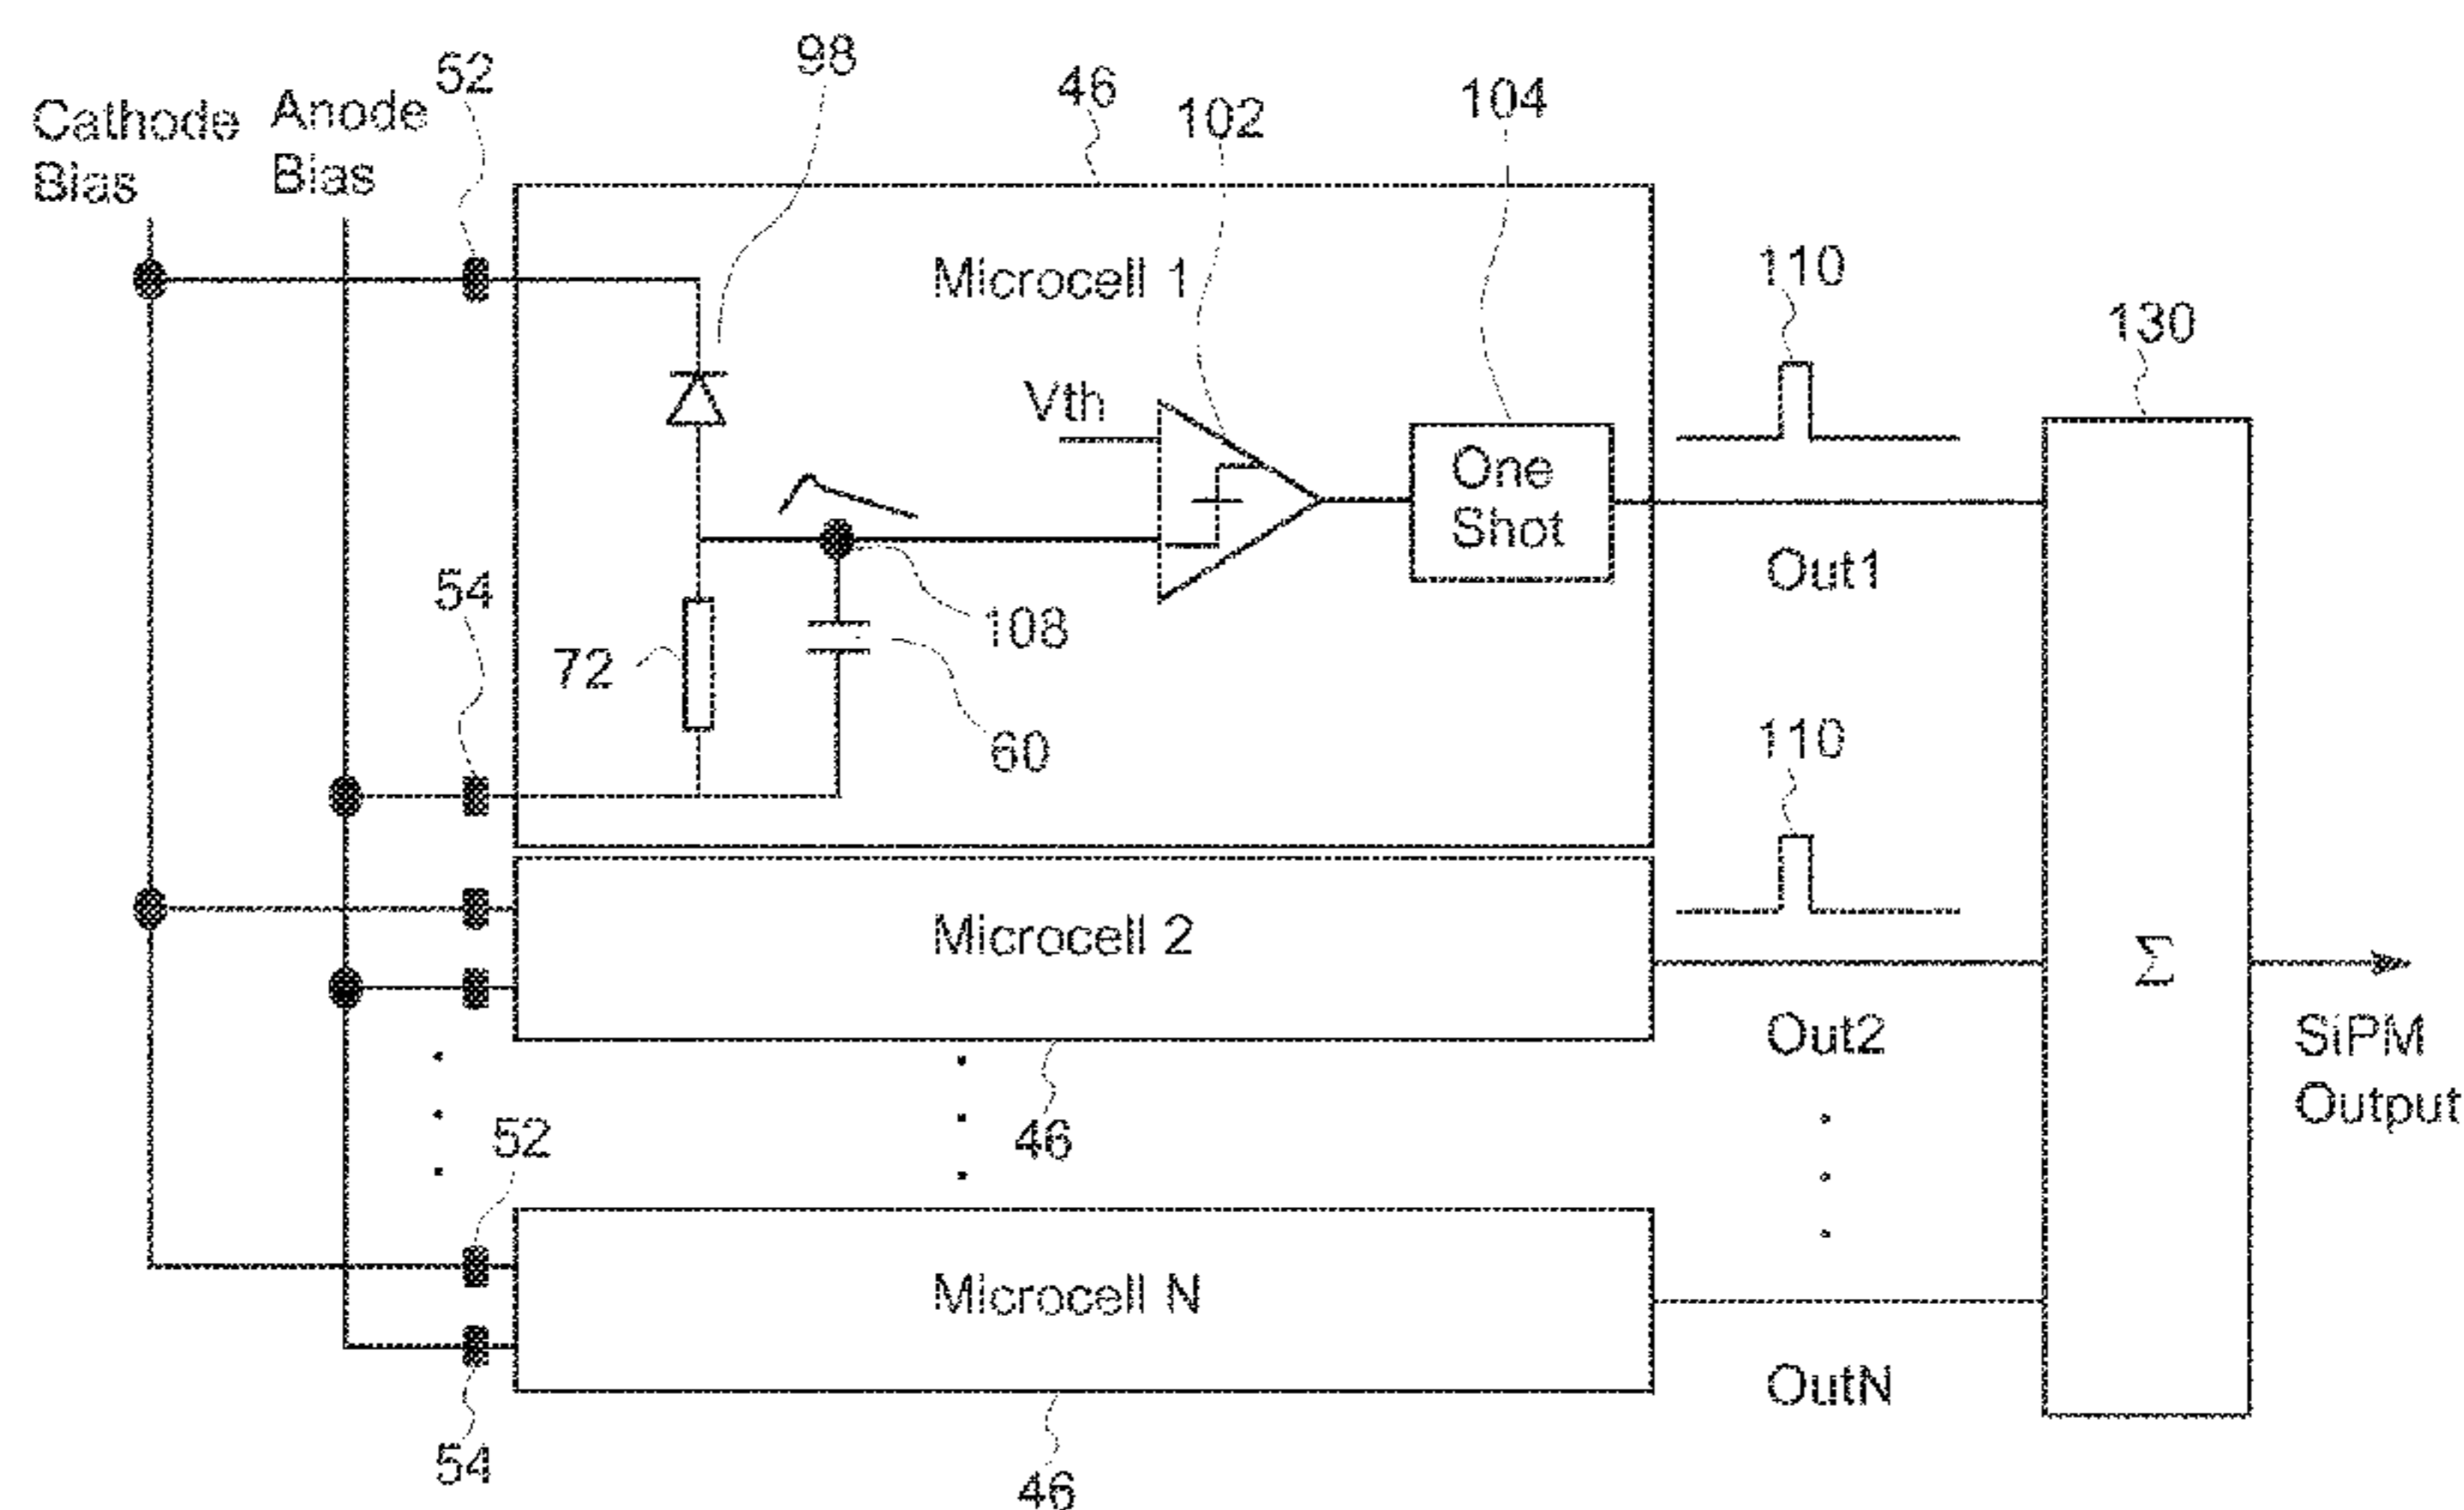 98
52
46
102
104
Cathode
Bias
Anode
Bias
110
Microcell 1
130
Vth
One
Shot
Out1
54
108
72
60
110
Microcell 2
Σ
Out2
SiPM
Output
52
46
Microcell N
OutN
54
46